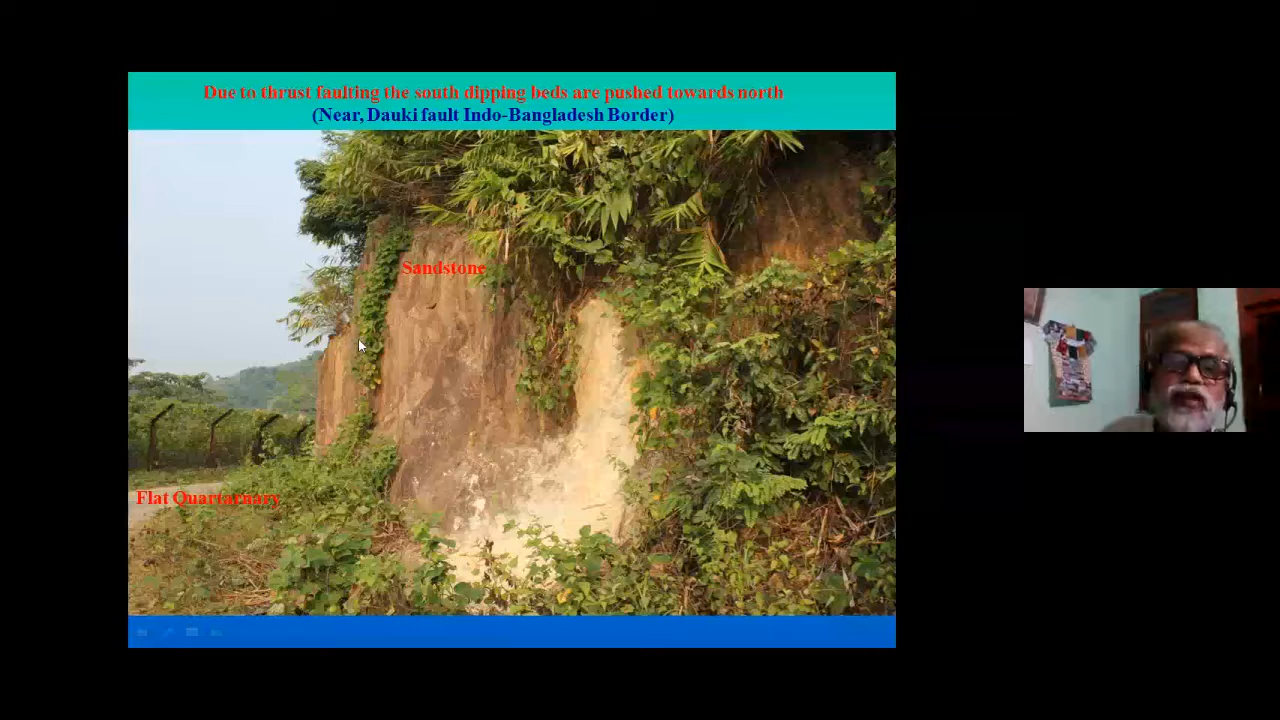 Due to thrust faulting the south dipping beds are pushed towards north
(Near, Dauki fault Indo-Bangladesh Border)
Sandstone
Flat Quartarnary